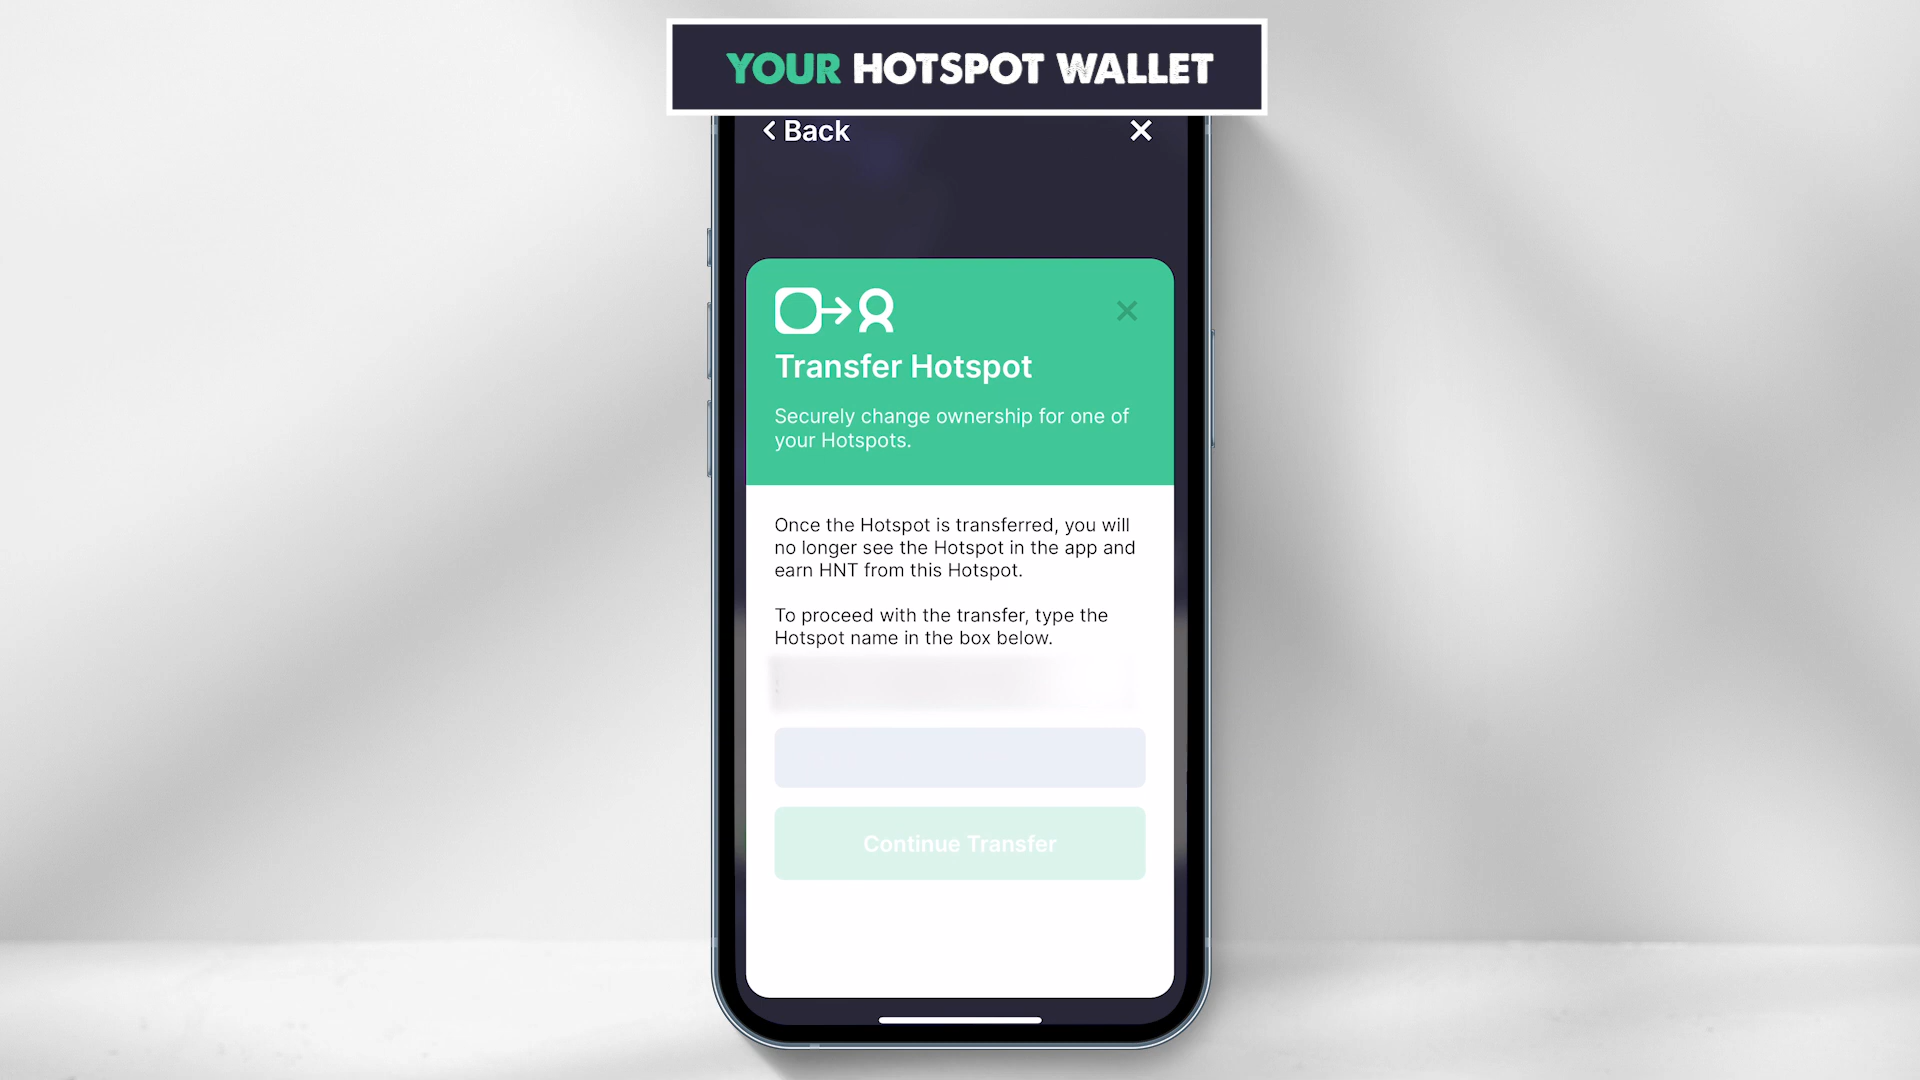 YOUR HOTSPOT WALLET
Back
Transfer Hotspot
Securely change ownership for one of
your Hotspots.
Once the Hotspot is transferred, you will
no longer see the Hotspot in the app and
earn HNT from this Hotspot.
To proceed with the transfer, type the
Hotspot name in the box below.
Continue Transfer